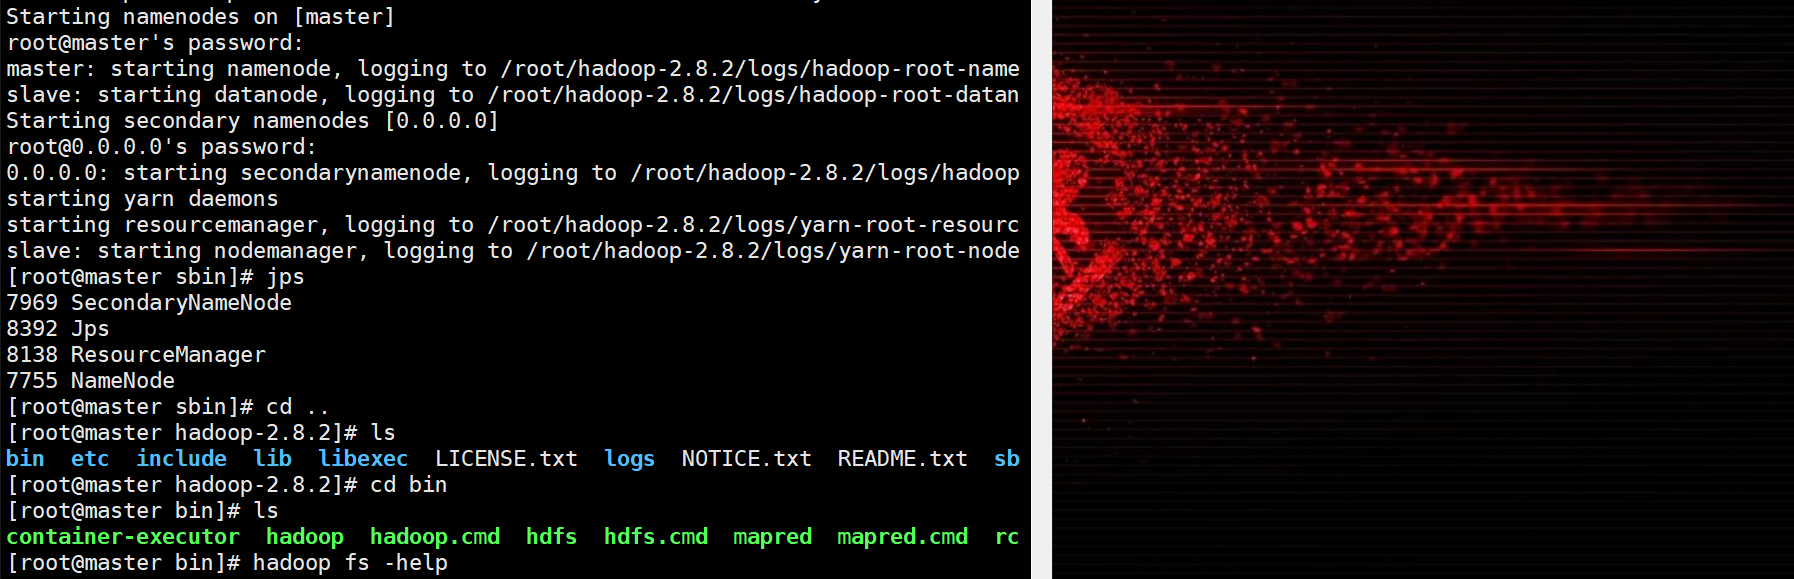 Starting namenodes on [master]
root@master's password:
master: starting namenode, logging to /root/hadoop-2.8.2/logs/hadoop-root-name
slave: starting datanode, logging to /root/hadoop-2.8.2/logs/hadoop-root-datan
Starting secondary namenodes [0.0.0.0]
root@0.0.0.0's password:
0.0.0.0: starting secondarynamenode, logging to /root/hadoop-2.8.2/logs/hadoop
starting yarn daemons
starting resourcemanager, logging to /root/hadoop-2.8.2/logs/yarn-root-resourc
slave: starting nodemanager, logging to /root/hadoop-2.8.2/logs/yarn-root-node
[root@master sbin]# jps
7969 SecondaryNameNode
8392 Jps
8138 ResourceManager
7755 NameNode
[root@master sbin]# cd ..
[root@master hadoop-2.8.2]# ls
bin  etc  include  lib  libexec  LICENSE.txt  logs  NOTICE.txt  README.txt  sb
[root@master hadoop-2.8.2]# cd bin
[root@master bin]# ls
container-executor  hadoop  hadoop.cmd  hdfs  hdfs.cmd  mapred  mapred.cmd  rc
[root@master bin]# hadoop fs -help